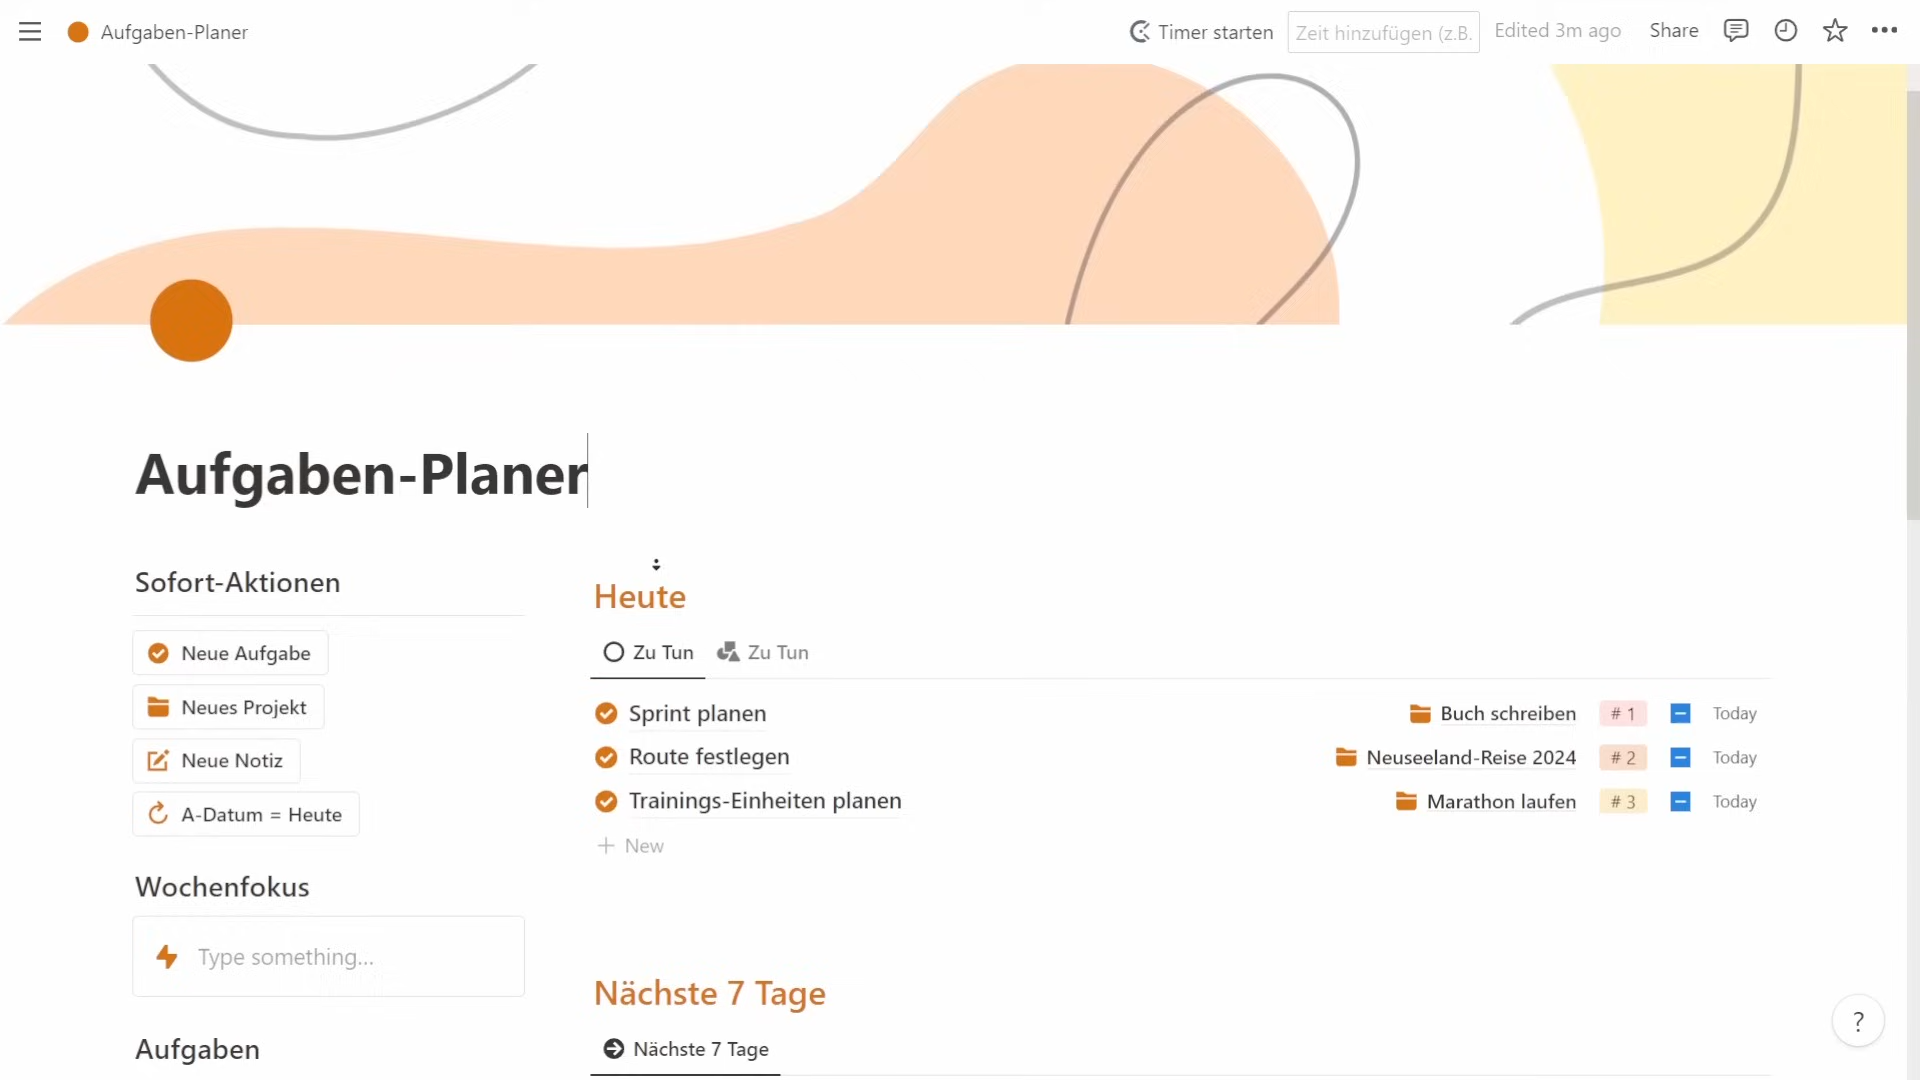 Aufgaben-Planer
Timer starten
Zeit hinzufügen (z.B.
Edited 3m ago
Share
Aufgaben-Planer
Sofort-Aktionen
Neue Aufgabe
Neues Projekt
Neue Notiz
A-Datum = Heute
Wochenfokus
Type something...
Aufgaben
Heute
Zu Tun Zu Tun
Sprint planen Buch schreiben # 1 Today
Route festlegen Neuseeland-Reise 2024 # 2 Today
Trainings-Einheiten planen Marathon laufen # 3 Today
+ New
Nächste 7 Tage
Nächste 7 Tage
?